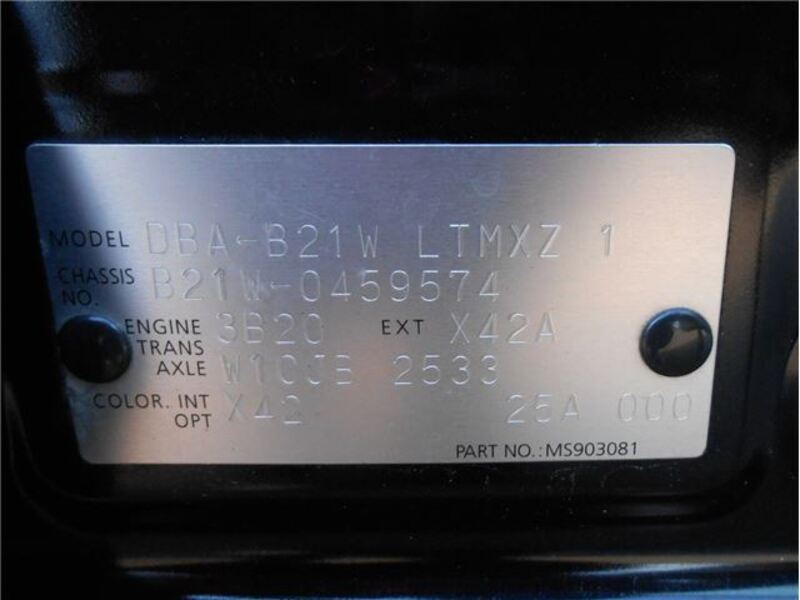 MODEL DBA-B21W LTMXZ 1
CHASSIS NO. B21W-0459574
ENGINE 3B20 EXT X42A
TRANS AXLE W1CJB 2533
COLOR. INT OPT X42 25A 000
PART NO.: MS903081